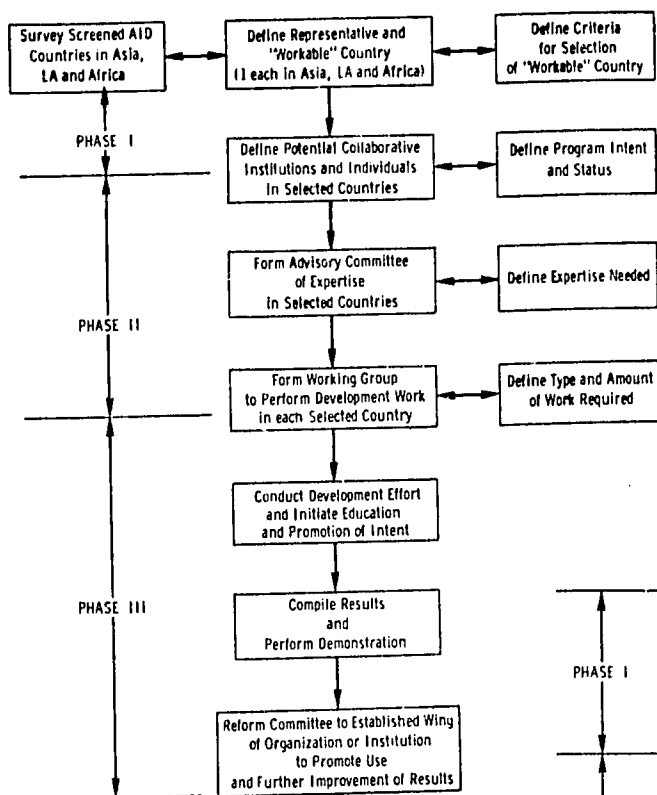 Survey Screened AID
Countries in Asia,
LA and Africa
Define Representative and
"Workable" Country
(1 each in Asia, LA and Africa)
Define Criteria
for Selection
of "Workable" Country
PHASE I
Define Potential Collaborative
Institutions and Individuals
in Selected Countries
Define Program Intent
and Status
Form Advisory Committee
of Expertise
in Selected Countries
Define Expertise Needed
PHASE II
Form Working Group
to Perform Development Work
in each Selected Country
Define Type and Amount
of Work Required
Conduct Development Effort
and Initiate Education
and Promotion of Intent
PHASE III
Compile Results
and
Perform Demonstration
PHASE I
Reform Committee to Established Wing
of Organization or Institution
to Promote Use
and Further Improvement of Results